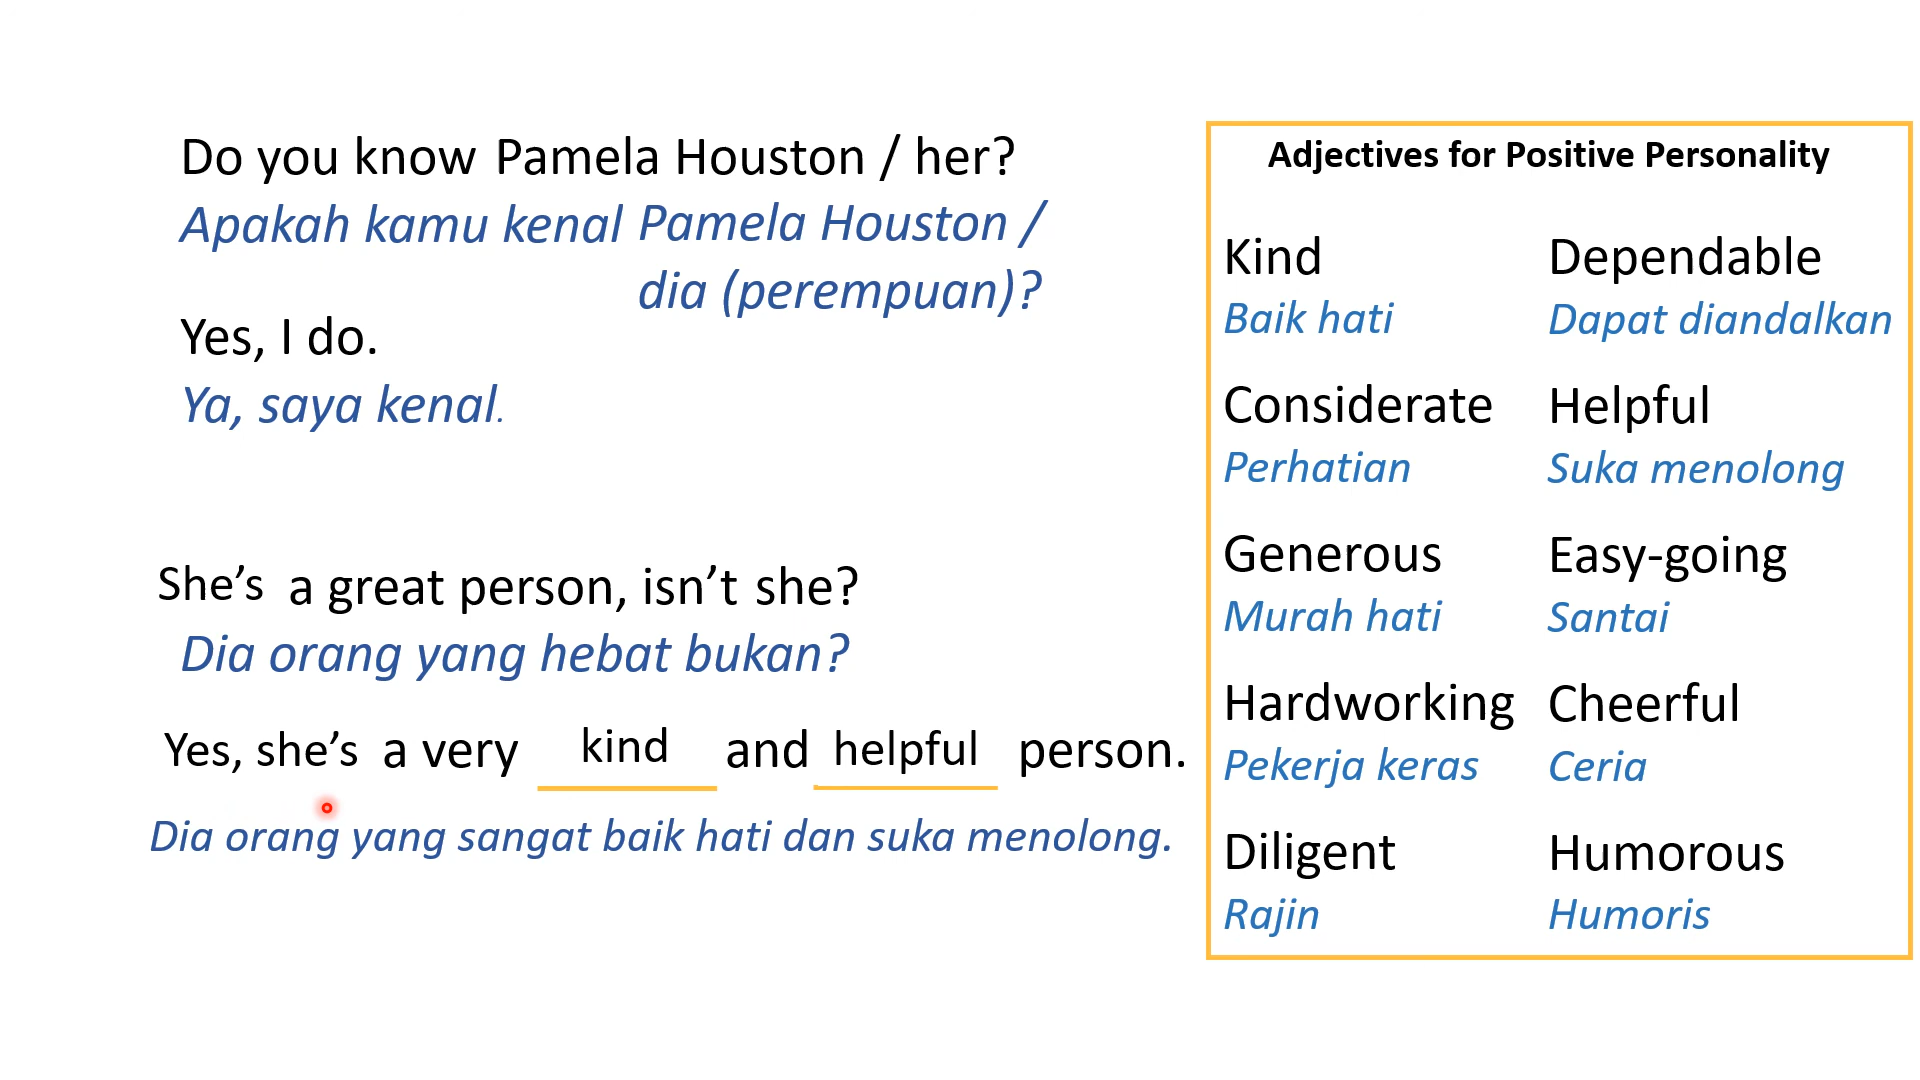 Do you know Pamela Houston / her?
Apakah kamu kenal Pamela Houston /
dia (perempuan)?
Yes, I do.
Ya, saya kenal.
She’s a great person, isn’t she?
Dia orang yang hebat bukan?
Yes, she’s a very kind and helpful person.
Dia orang yang sangat baik hati dan suka menolong.
Adjectives for Positive Personality
Kind Dependable
Baik hati Dapat diandalkan
Considerate Helpful
Perhatian Suka menolong
Generous Easy-going
Murah hati Santai
Hardworking Cheerful
Pekerja keras Ceria
Diligent Humorous
Rajin Humoris